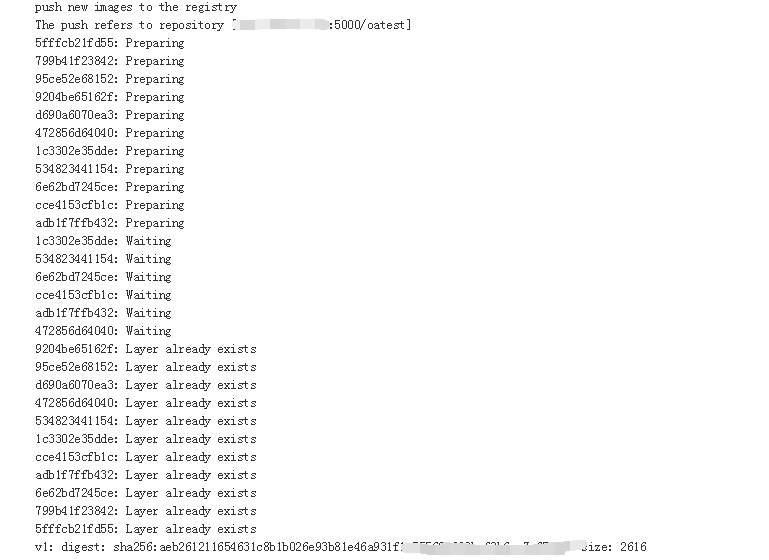 push new images to the registry
The push refers to repository [:5000/oatest]
5fffcb21fd55: Preparing
799b41f23842: Preparing
95ce52e68152: Preparing
9204be65162f: Preparing
d690a6070ea3: Preparing
472856d64040: Preparing
1c3302e35dde: Preparing
534823441154: Preparing
6e62bd7245ce: Preparing
cce4153cfb1c: Preparing
adb1f7ffb432: Preparing
1c3302e35dde: Waiting
534823441154: Waiting
6e62bd7245ce: Waiting
cce4153cfb1c: Waiting
adb1f7ffb432: Waiting
472856d64040: Waiting
9204be65162f: Layer already exists
95ce52e68152: Layer already exists
d690a6070ea3: Layer already exists
472856d64040: Layer already exists
534823441154: Layer already exists
1c3302e35dde: Layer already exists
cce4153cfb1c: Layer already exists
adb1f7ffb432: Layer already exists
6e62bd7245ce: Layer already exists
799b41f23842: Layer already exists
5fffcb21fd55: Layer already exists
v1: digest: sha256:aeb261211654631c8b1b026e93b81e46a931f size: 2616